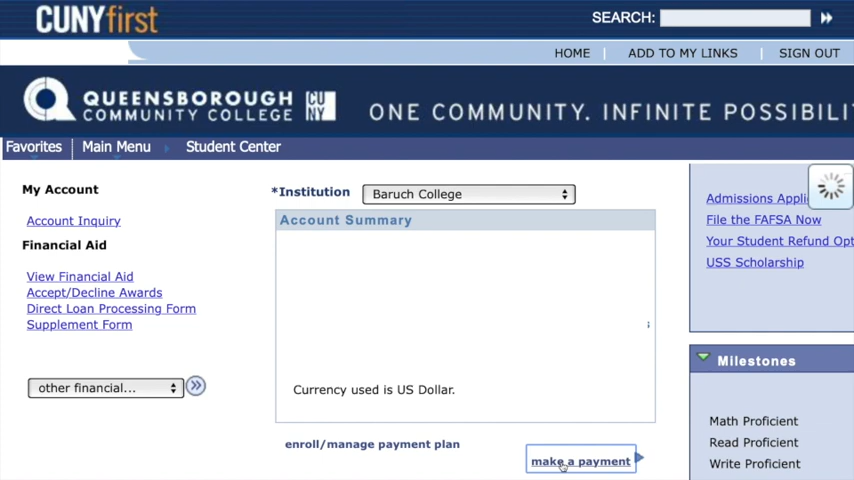 CUNYfirst
SEARCH:
HOME | ADD TO MY LINKS | SIGN OUT
QUEENSBOROUGH
COMMUNITY COLLEGE
CU
NY
ONE COMMUNITY. INFINITE POSSIBILI
Favorites | Main Menu Student Center
My Account
Account Inquiry
Financial Aid
View Financial Aid
Accept/Decline Awards
Direct Loan Processing Form
Supplement Form
other financial...
*Institution Baruch College
Account Summary
Currency used is US Dollar.
enroll/manage payment plan
make a payment
Admissions Appli
File the FAFSA Now
Your Student Refund Opt
USS Scholarship
Milestones
Math Proficient
Read Proficient
Write Proficient